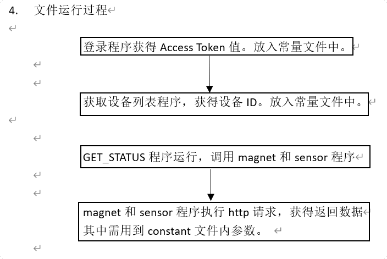 4. 文件运行过程
登录程序获得 Access Token 值。放入常量文件中。
获取设备列表程序，获得设备 ID。放入常量文件中。
GET_STATUS 程序运行，调用 magnet 和 sensor 程序
magnet 和 sensor 程序执行 http 请求，获得返回数据
其中需用到 constant 文件内参数。